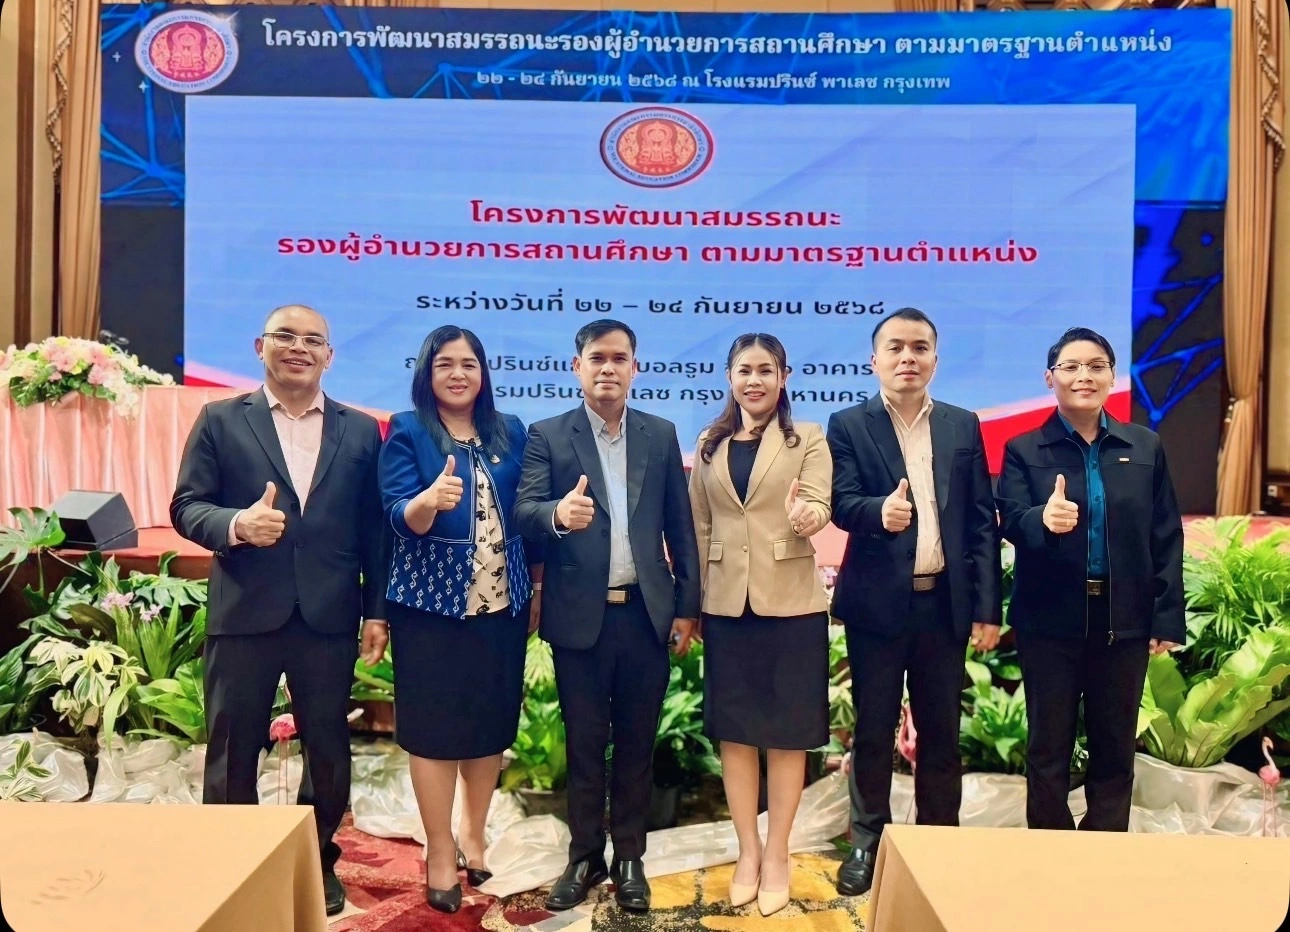 โครงการพัฒนาสมรรถนะรองผู้อำนวยการสถานศึกษา ตามมาตรฐานตำแหน่ง
๒๒ - ๒๔ กันยายน ๒๕๖๘ ณ โรงแรมปรินซ์ พาเลซ กรุงเทพ
โครงการพัฒนาสมรรถนะ
รองผู้อำนวยการสถานศึกษา ตามมาตรฐานตำแหน่ง
ระหว่างวันที่ ๒๒ – ๒๔ กันยายน ๒๕๖๘
ปรินซ์ อาคาร
ปรินซ